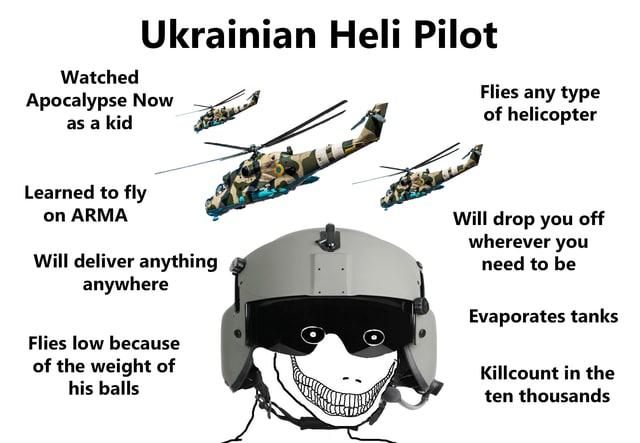 Ukrainian Heli Pilot
Watched
Apocalypse Now
as a kid
Flies any type
of helicopter
Learned to fly
on ARMA
Will drop you off
wherever you
need to be
Will deliver anything
anywhere
Evaporates tanks
Flies low because
of the weight of
his balls
Killcount in the
ten thousands